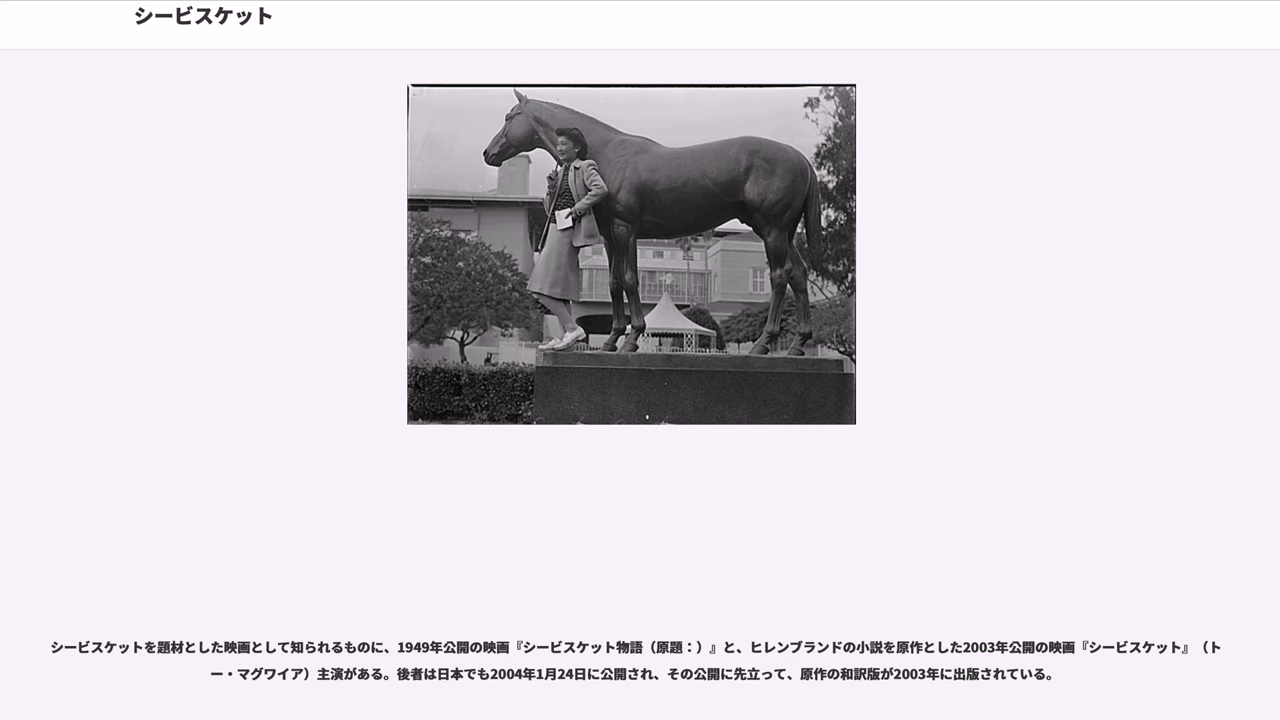 シービスケット
シービスケットを題材とした映画として知られるものに、1949年公開の映画『シービスケット物語（原題：）』と、ヒレンブランドの小説を原作とした2003年公開の映画『シービスケット』（ト
ー・マグワイア）主演がある。後者は日本でも2004年1月24日に公開され、その公開に先立って、原作の和訳版が2003年に出版されている。